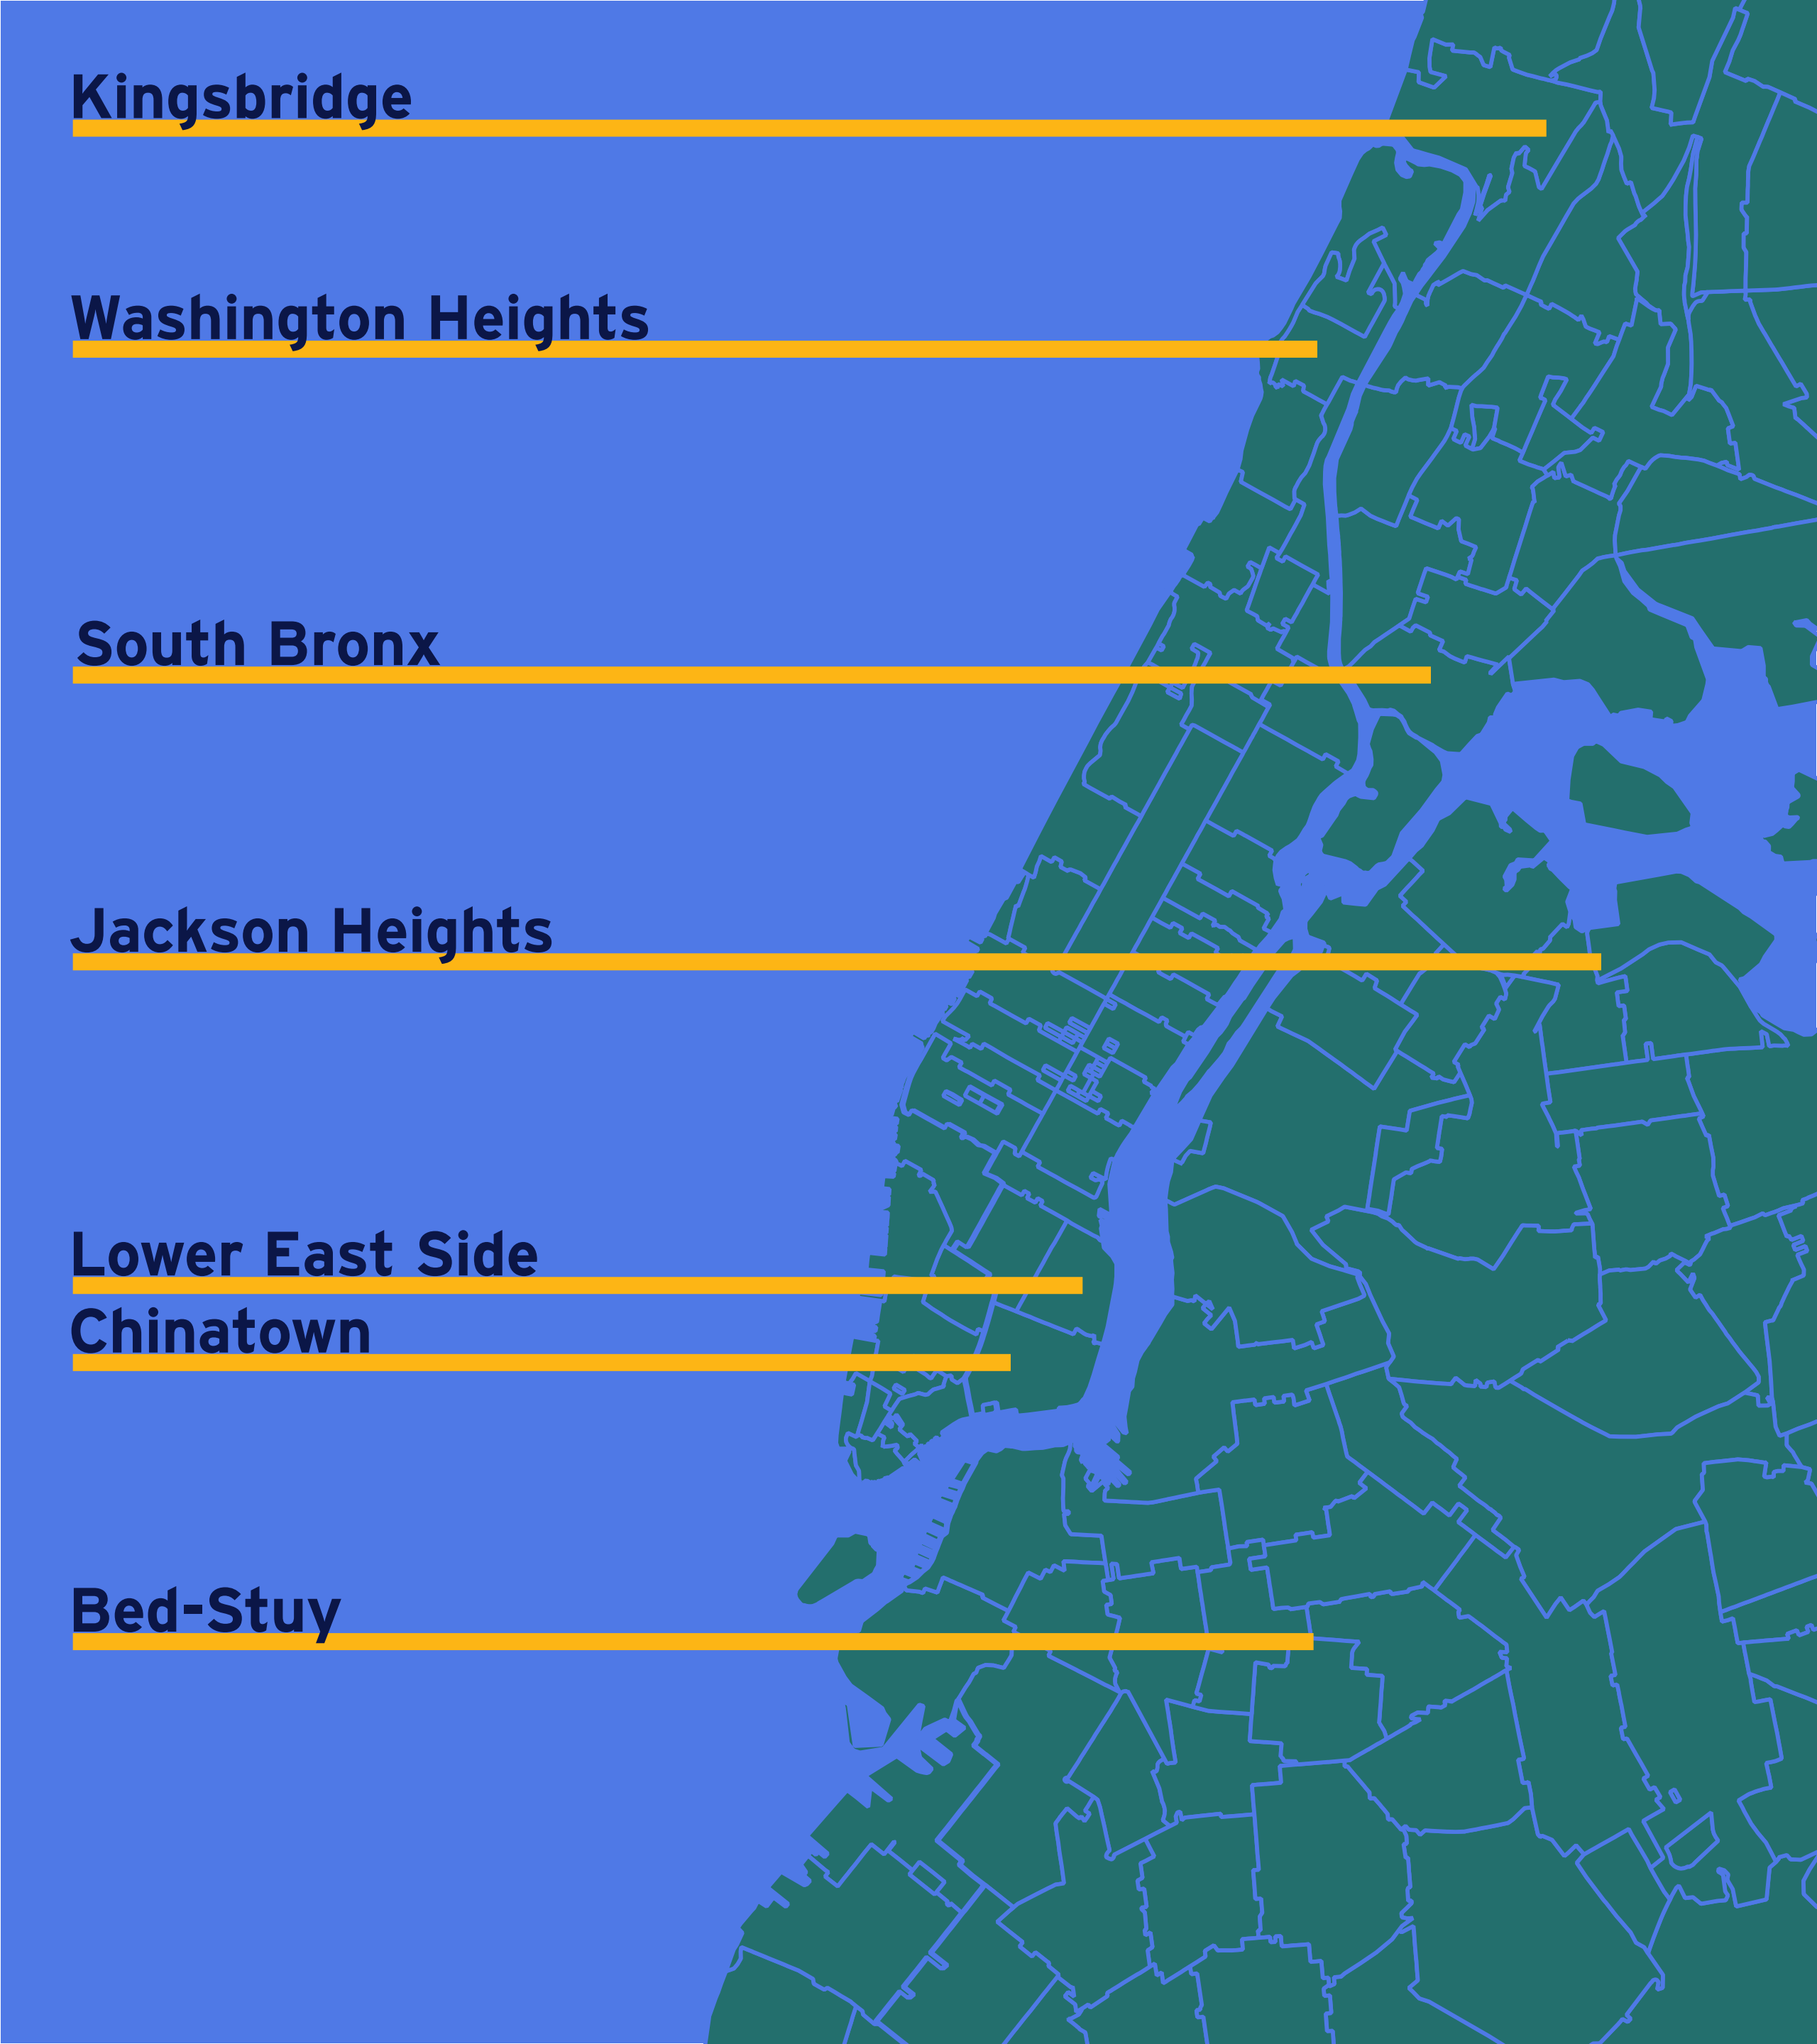 Kingsbridge
Washington Heights
South Bronx
Jackson Heights
Lower East Side
Chinatown
Bed-Stuy